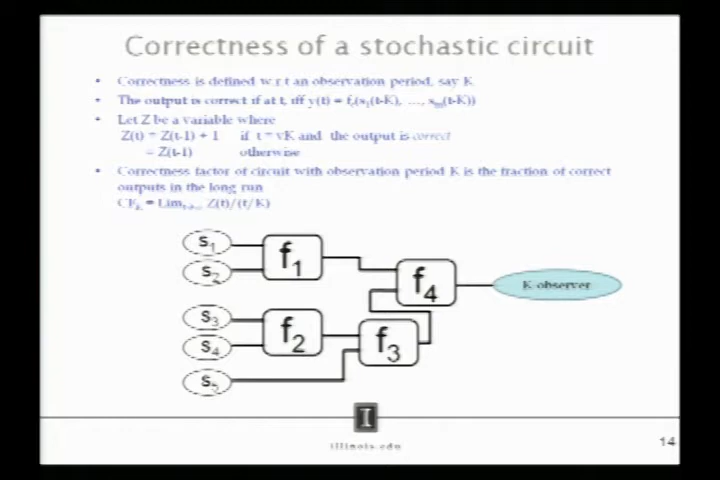 Correctness of a stochastic circuit
• Correctness is defined w.r.t an observation period, say K
• The output is correct if at t, iff y(t) = f(s1(t-K), …, sm(t-K))
• Let Z be a variable where
Z(t) = Z(t-1) + 1 if t = vK and the output is correct
= Z(t-1) otherwise
• Correctness factor of circuit with observation period K is the fraction of correct
outputs in the long run
CFK = Lim Z(t)/(t/K)
s1
s2
s3
s4
s5
f1
f2
f3
f4
K observer
I
illinois.edu
14